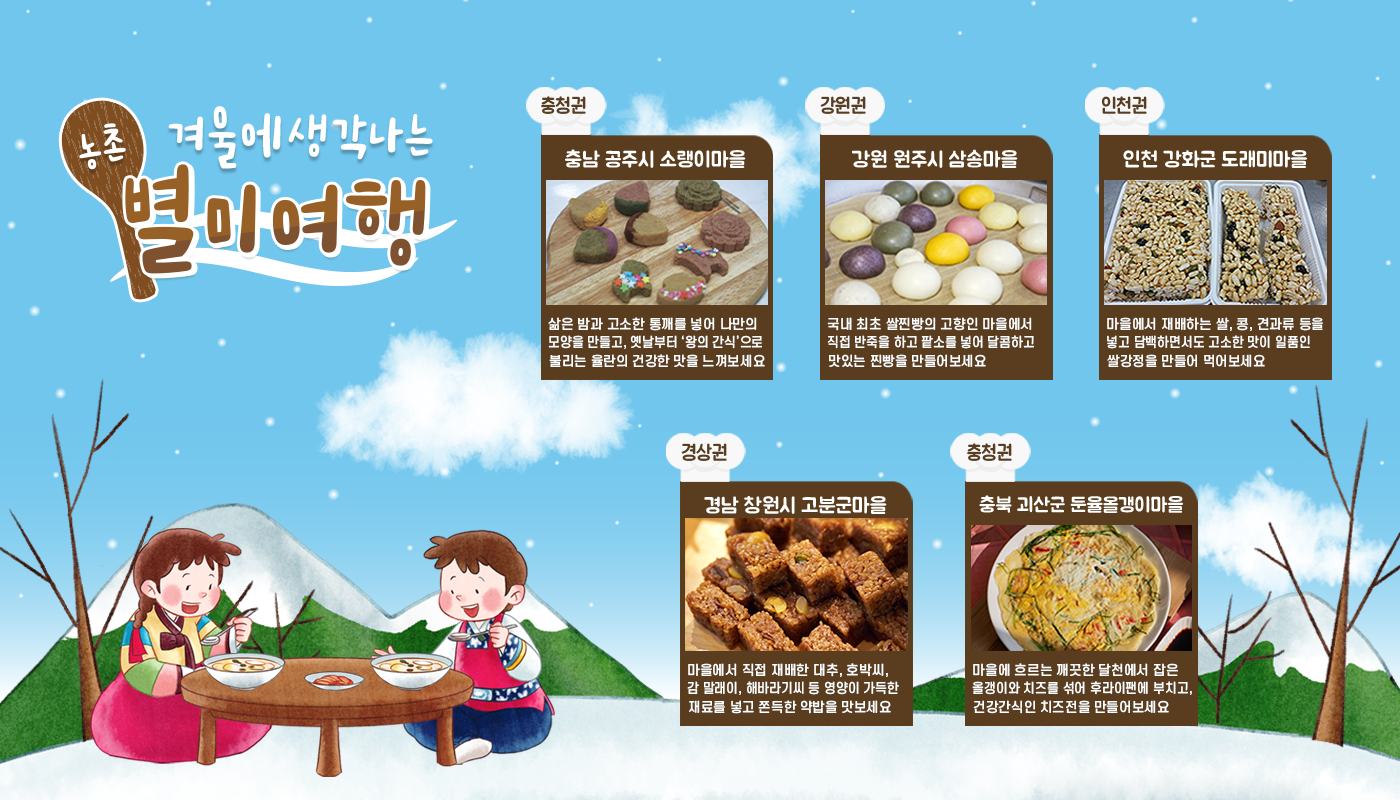 농촌
겨울에 생각나는
별미여행
충청권
충남 공주시 소랭이마을
삶은 밤과 고소한 통깨를 넣어 나만의
모양을 만들고, 옛날부터 '왕의 간식'으로
불리는 율란의 건강한 맛을 느껴보세요
강원권
강원 원주시 삼송마을
국내 최초 쌀찐빵의 고향인 마을에서
직접 반죽을 하고 팥소를 넣어 달콤하고
맛있는 찐빵을 만들어보세요
인천권
인천 강화군 도래미마을
마을에서 재배하는 쌀, 콩, 견과류 등을
넣고 담백하면서도 고소한 맛이 일품인
쌀강정을 만들어 먹어보세요
경상권
경남 창원시 고분군마을
마을에서 직접 재배한 대추, 호박씨,
감 말래이, 해바라기씨 등 영양이 가득한
재료를 넣고 쫀득한 약밥을 맛보세요
충청권
충북 괴산군 둔율올갱이마을
마을에 흐르는 깨끗한 달천에서 잡은
올갱이와 치즈를 섞어 후라이팬에 부치고,
건강간식인 치즈전을 만들어보세요